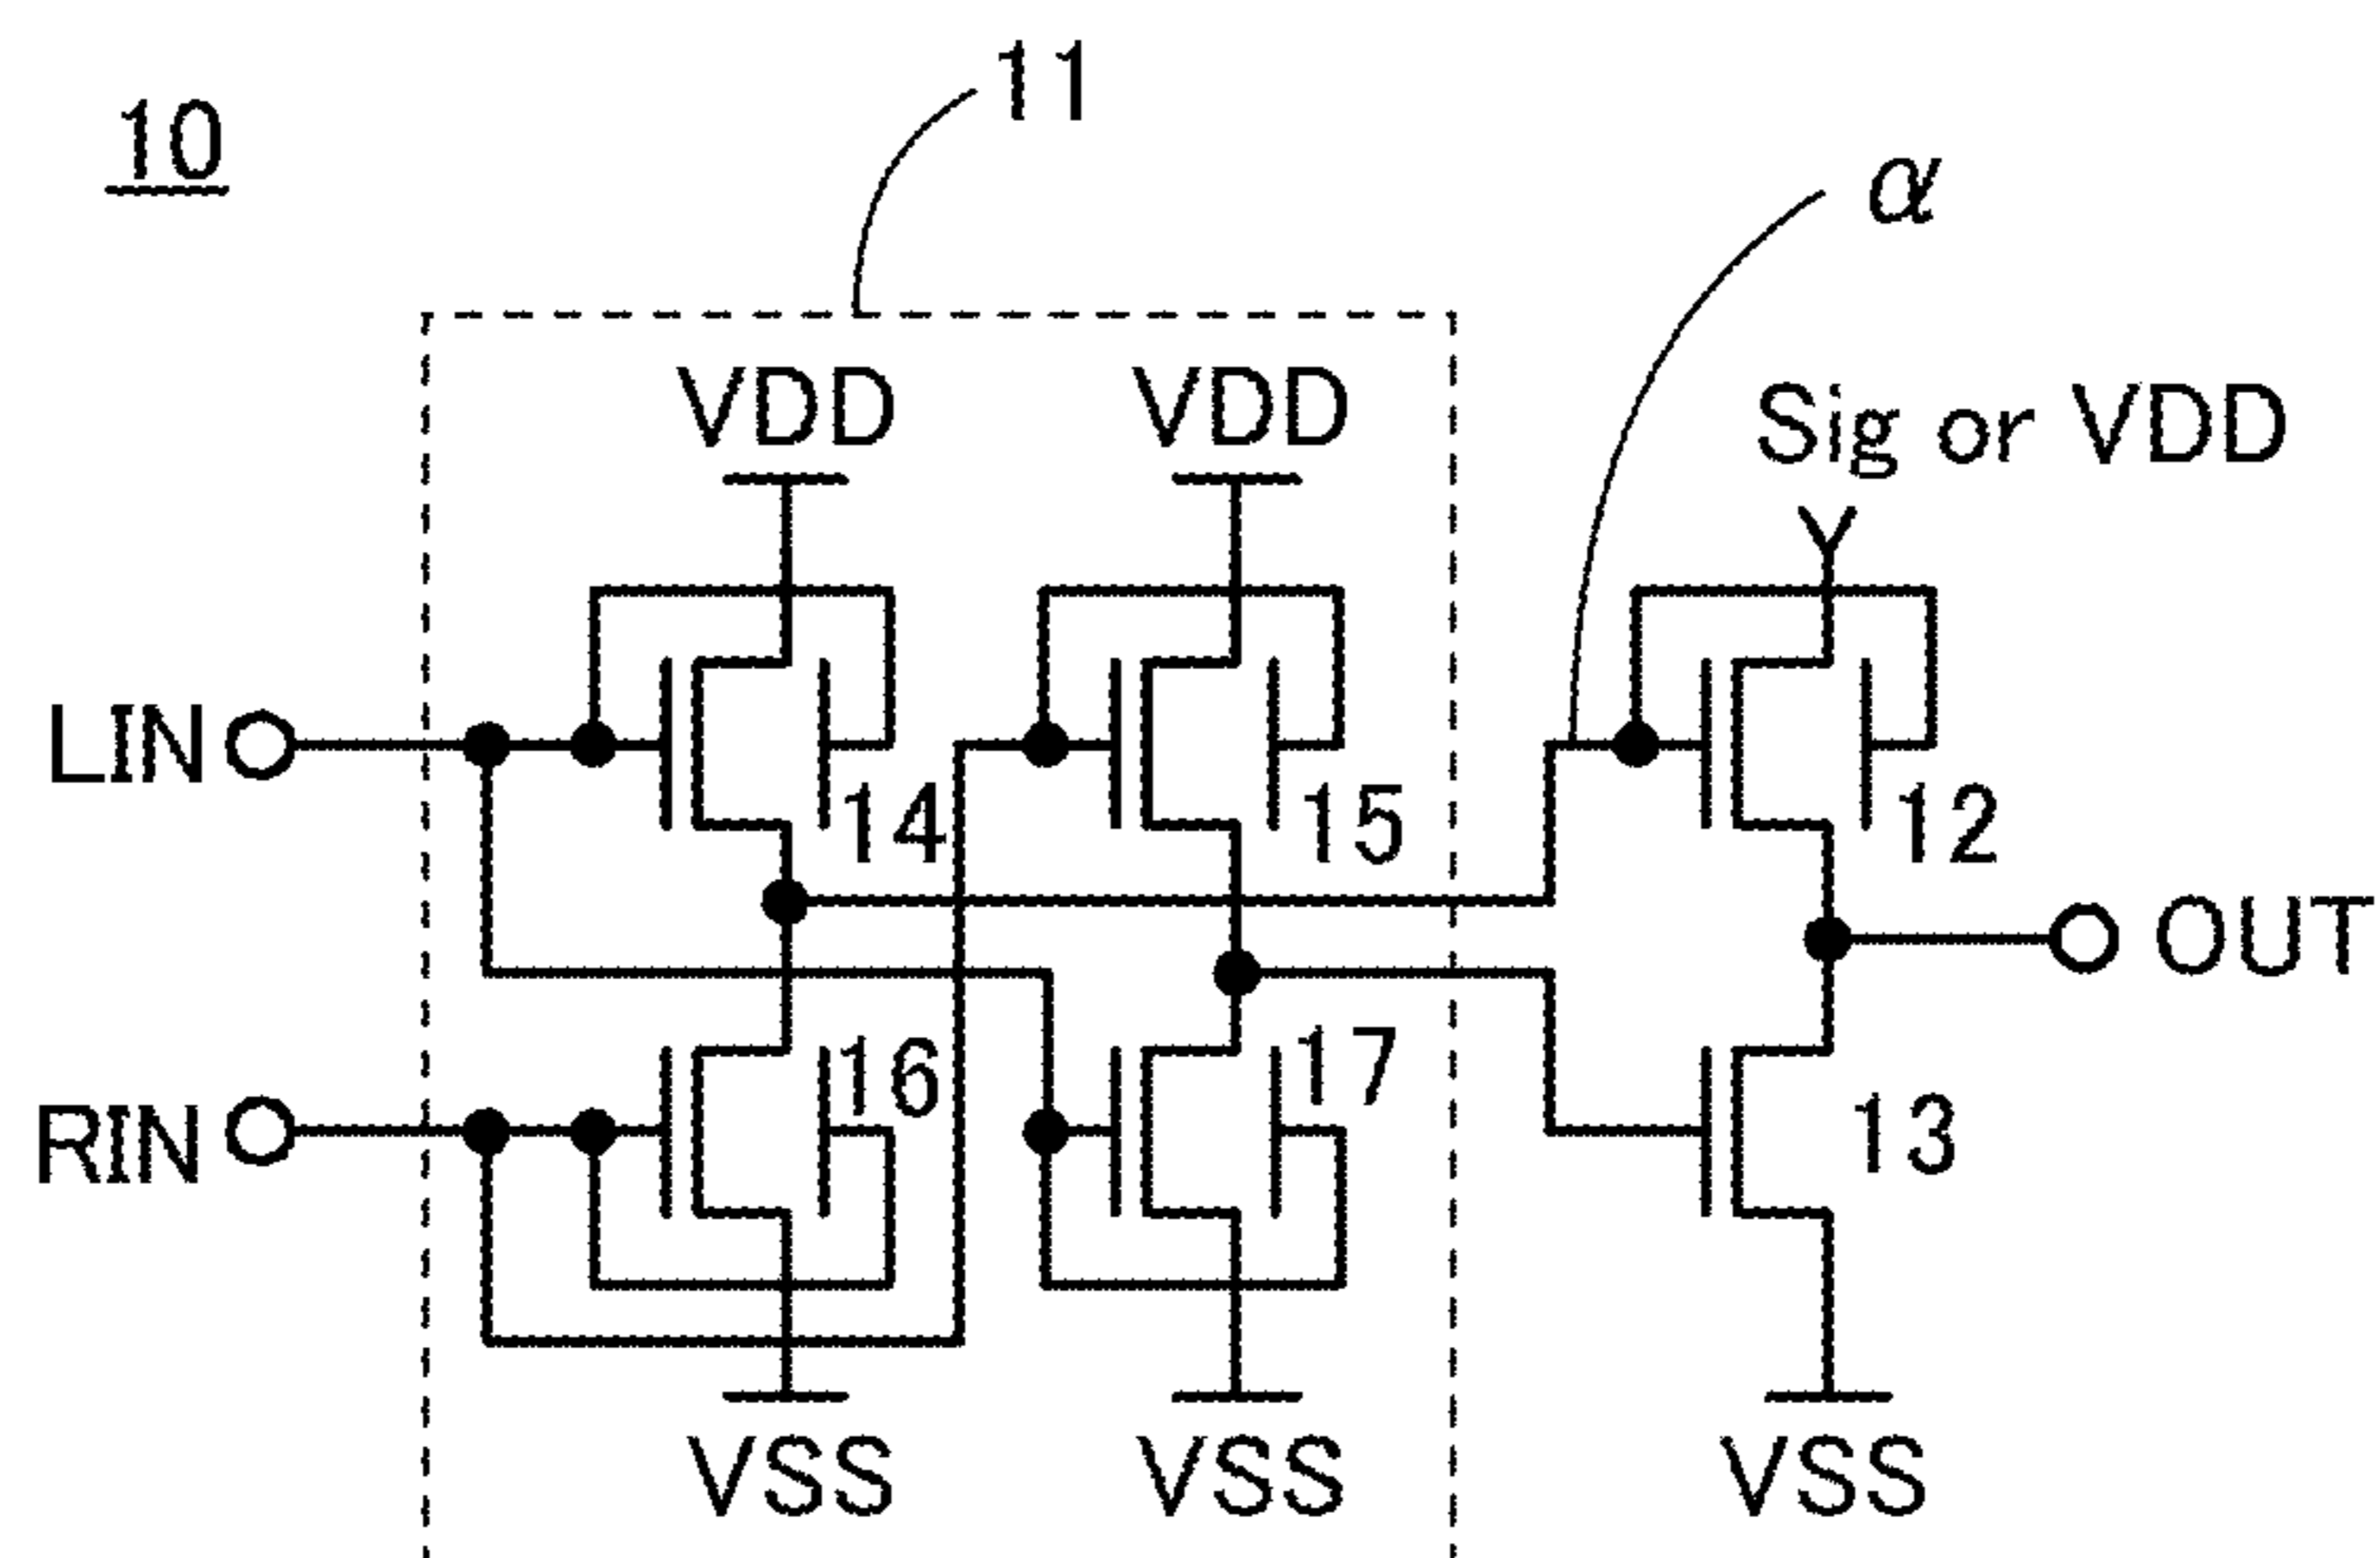 11
10
α
VDD VDD Sig or VDD
LIN 14 15 12
OUT
RIN 16 17 13
VSS VSS VSS